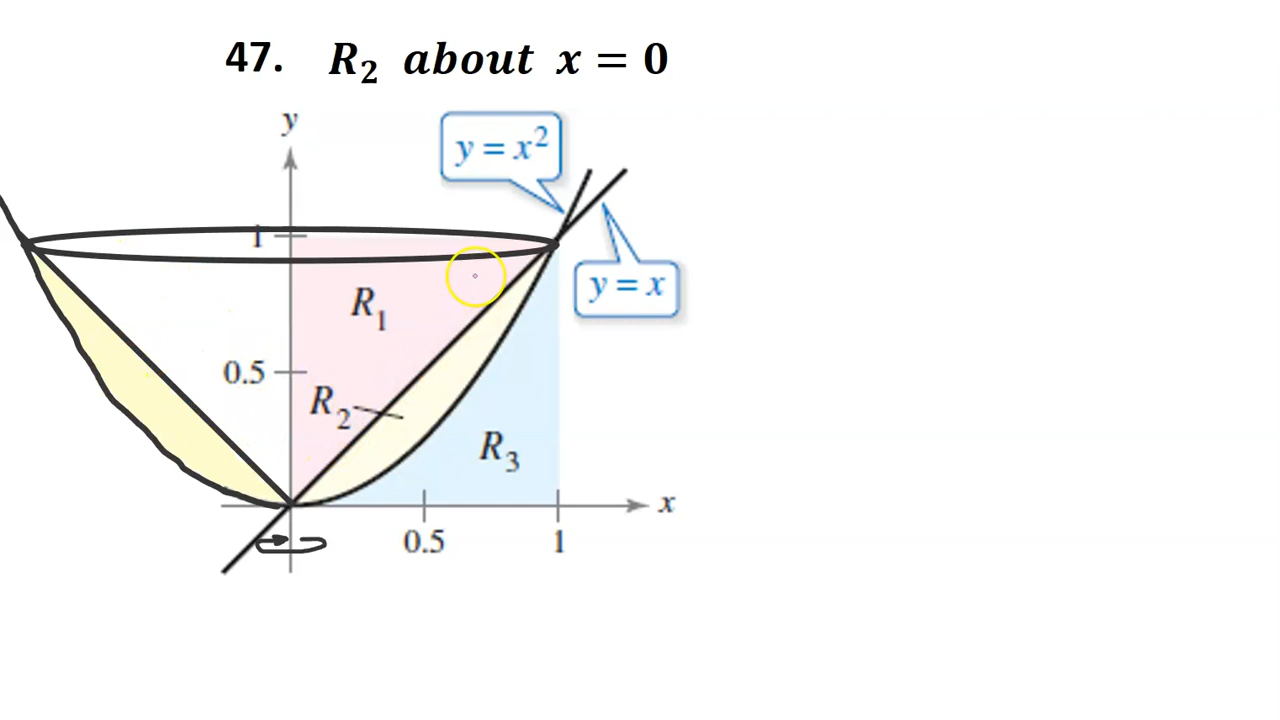 47. R₂ about x = 0
y
y = x²
1
y = x
R₁
0.5
R₂
R₃
x
0.5 1